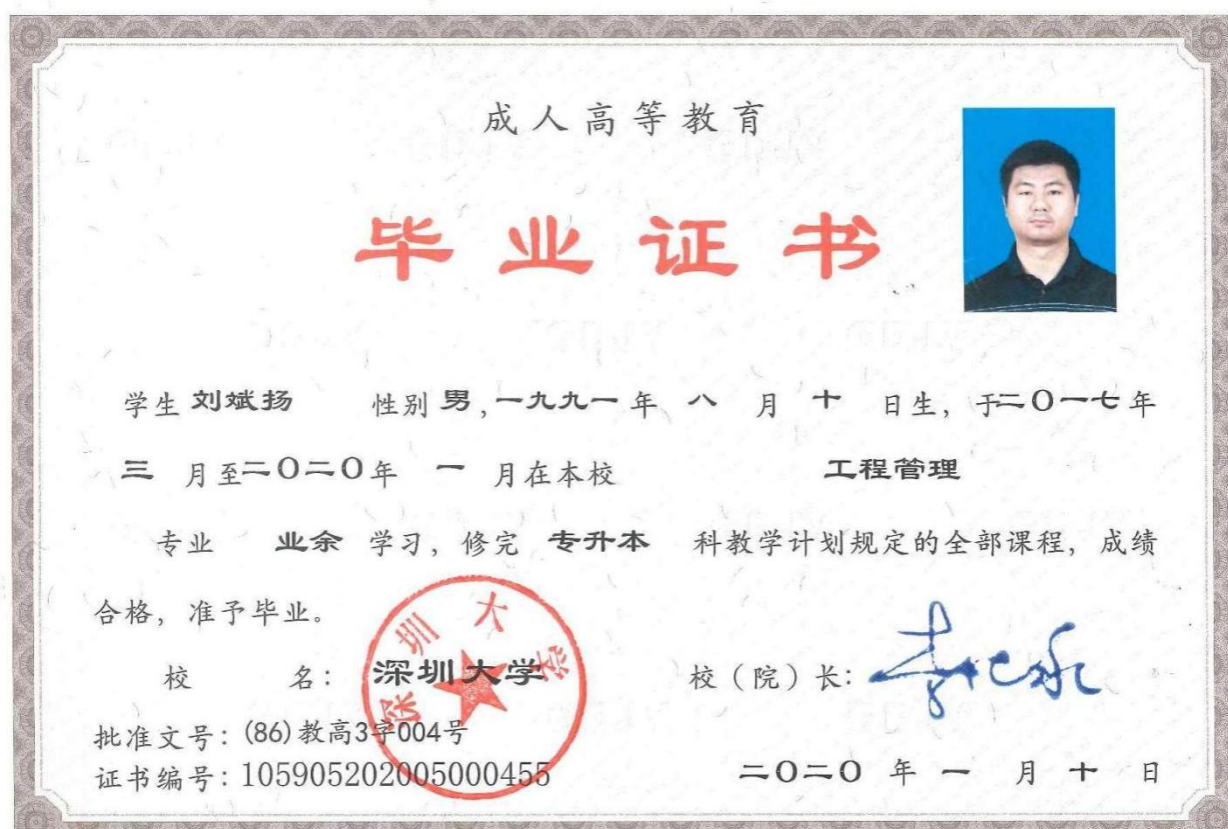 成人高等教育
毕业证书
学生 刘斌扬 性别 男,一九九一年 八 月 十 日生, 于二〇一七年
三 月至二〇二〇年 一 月在本校 工程管理
专业 业余 学习, 修完 专升本 科教学计划规定的全部课程, 成绩
合格, 准予毕业。
深圳大学
校 名: 深圳大学 校(院)长:
批准文号: (86)教高3字004号
证书编号: 105905202005000455 二〇二〇 年 一 月 十 日